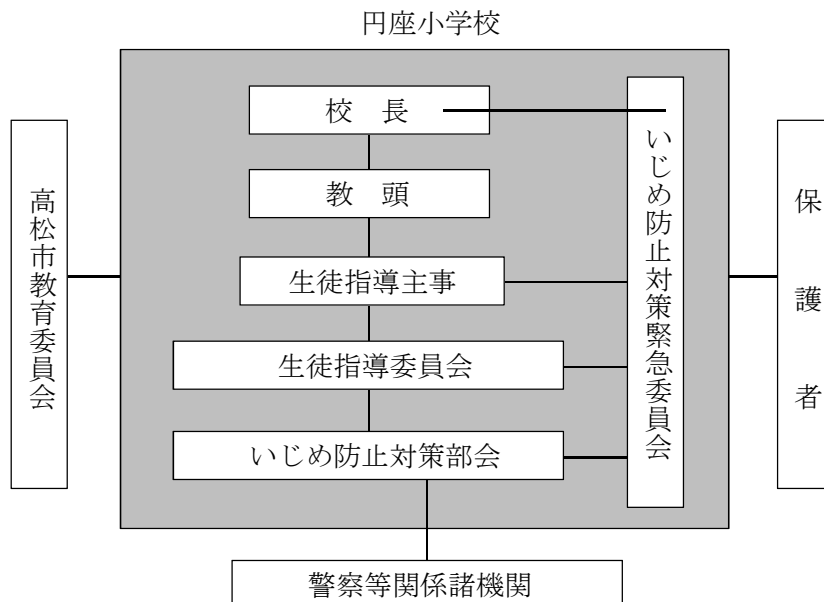 円座小学校
校　長
教　頭
生徒指導主事
生徒指導委員会
いじめ防止対策部会
いじめ防止対策緊急委員会
高松市教育委員会
保護者
警察等関係諸機関